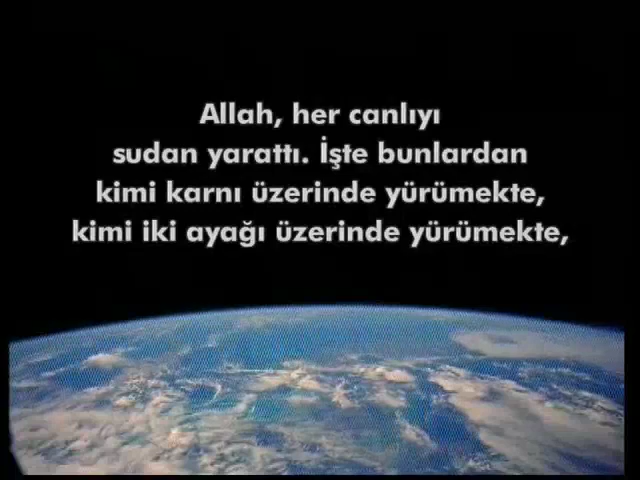 Allah, her canlıyı
sudan yarattı. İşte bunlardan
kimi karnı üzerinde yürümekte,
kimi iki ayağı üzerinde yürümekte,